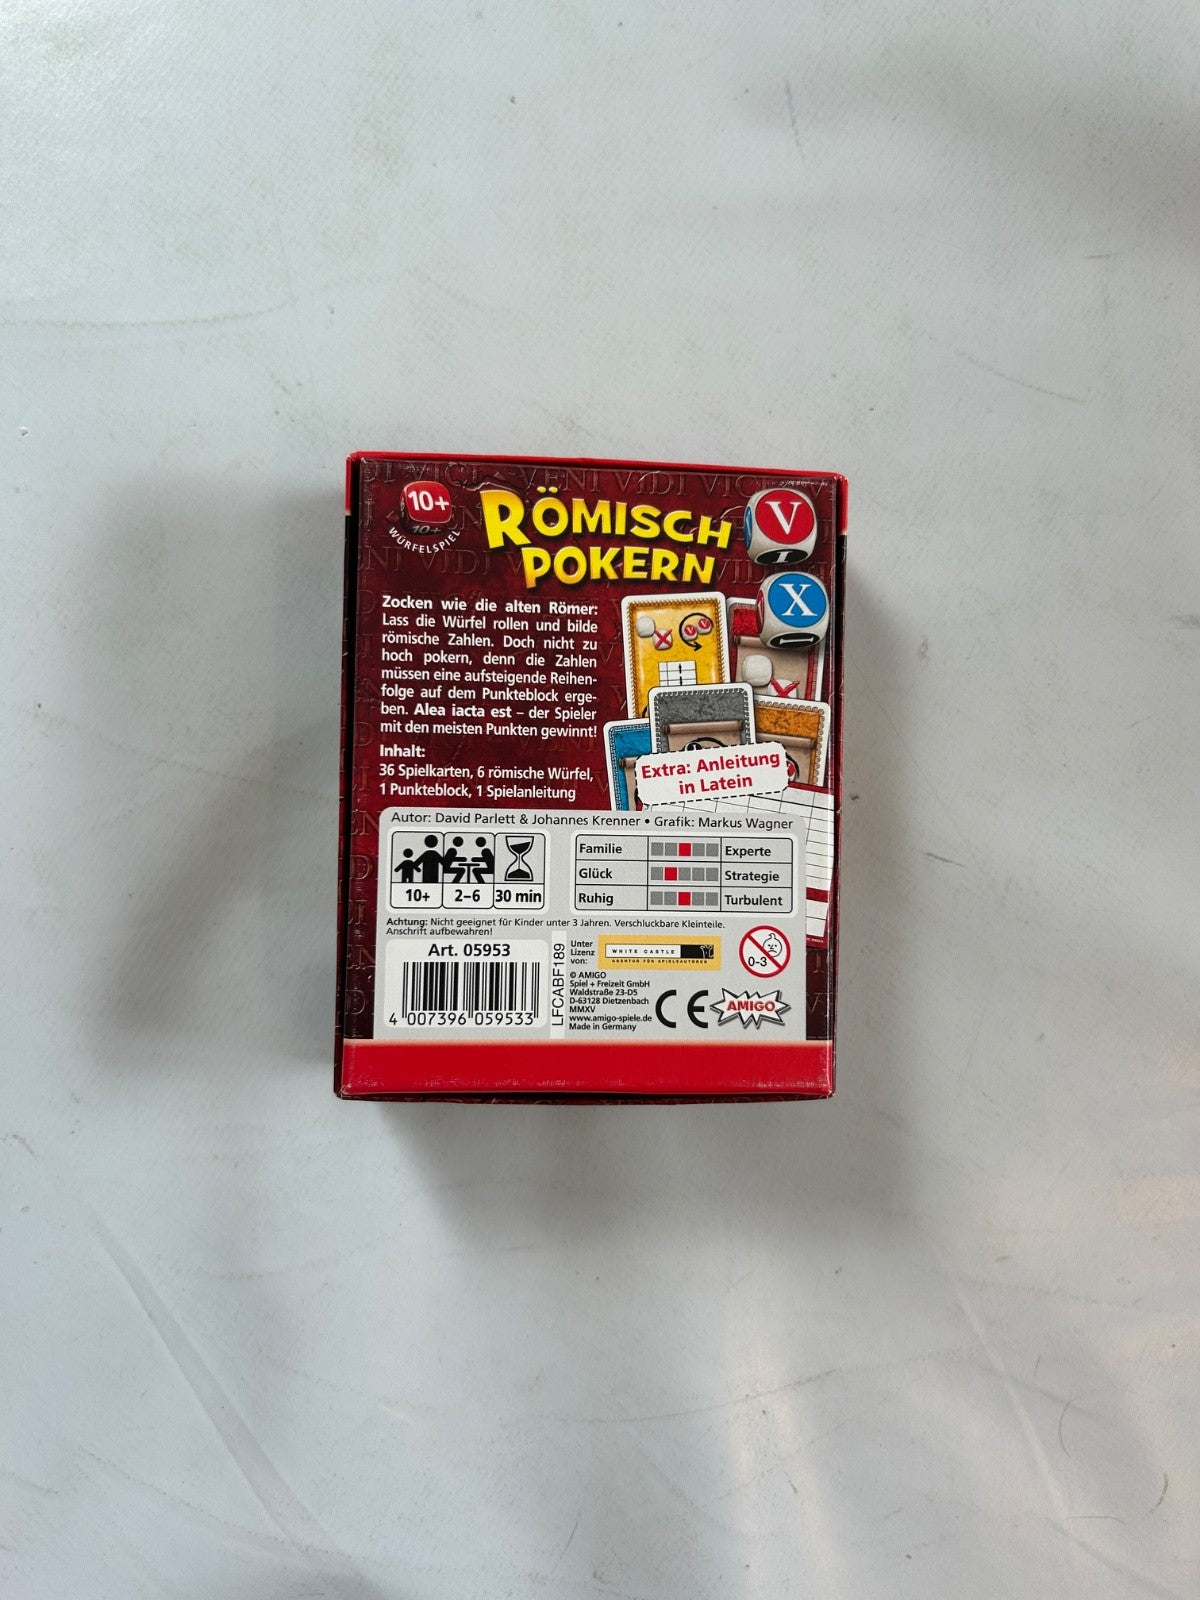 10+
WÜRFELSPIEL
RÖMISCH
POKERN
V
I
X
I
Zocken wie die alten Römer:
Lass die Würfel rollen und bilde
römische Zahlen. Doch nicht zu
hoch pokern, denn die Zahlen
müssen eine aufsteigende Reihen-
folge auf dem Punkteblock erge-
ben. Alea iacta est – der Spieler
mit den meisten Punkten gewinnt!
Inhalt:
36 Spielkarten, 6 römische Würfel,
1 Punkteblock, 1 Spielanleitung
Extra: Anleitung
in Latein
Autor: David Parlett & Johannes Krenner • Grafik: Markus Wagner
10+ 2–6 30 min
Familie Experte
Glück Strategie
Ruhig Turbulent
Achtung: Nicht geeignet für Kinder unter 3 Jahren. Verschluckbare Kleinteile.
Anschrift aufbewahren!
Art. 05953
4 007396 059533
LFCABF189
Unter
Lizenz
von:
WHITE CASTLE
AGENTUR FÜR SPIELEAUTOREN
© AMIGO
Spiel + Freizeit GmbH
Waldstraße 23-D5
D-63128 Dietzenbach
MMXV
www.amigo-spiele.de
Made in Germany
CE
0-3
AMIGO